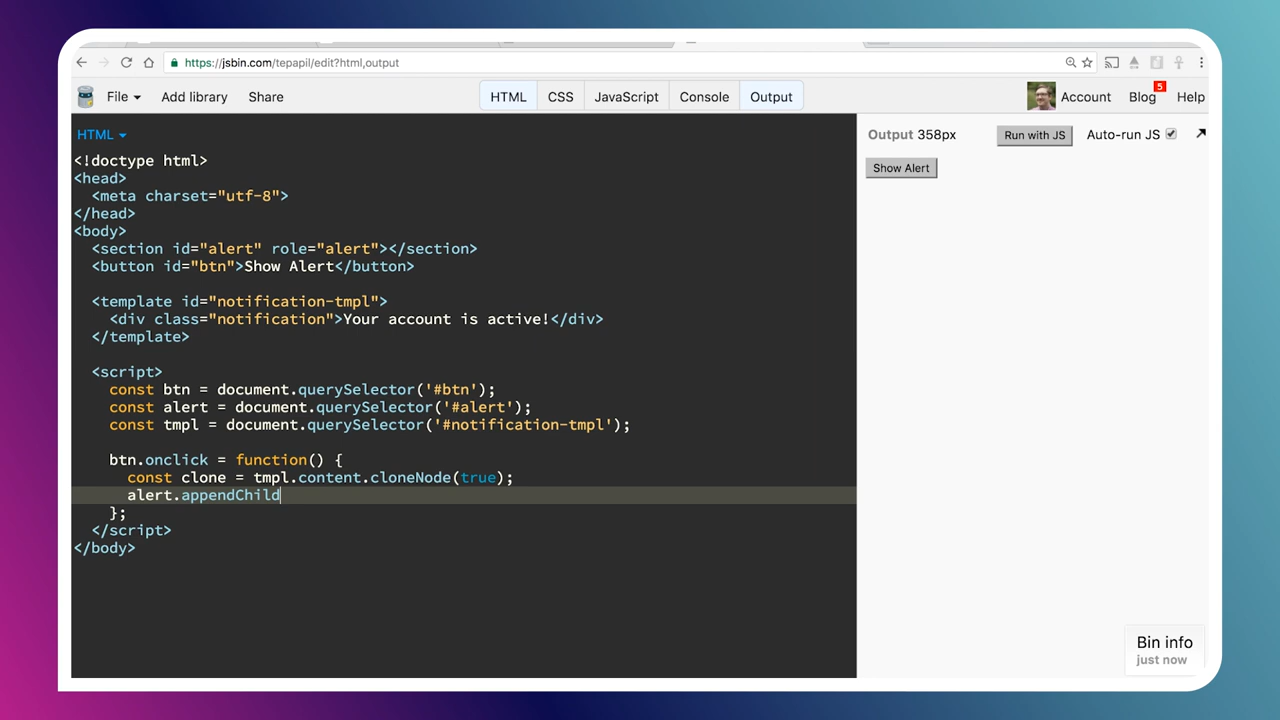 https://jsbin.com/tepapil/edit?html,output
File Add library Share HTML CSS JavaScript Console Output Account Blog 5 Help
HTML
Output 358px Run with JS Auto-run JS
Show Alert
<!doctype html>
<head>
<meta charset="utf-8">
</head>
<body>
<section id="alert" role="alert"></section>
<button id="btn">Show Alert</button>
<template id="notification-tmpl">
<div class="notification">Your account is active!</div>
</template>
<script>
const btn = document.querySelector('#btn');
const alert = document.querySelector('#alert');
const tmpl = document.querySelector('#notification-tmpl');
btn.onclick = function() {
const clone = tmpl.content.cloneNode(true);
alert.appendChild
};
</script>
</body>
Bin info
just now